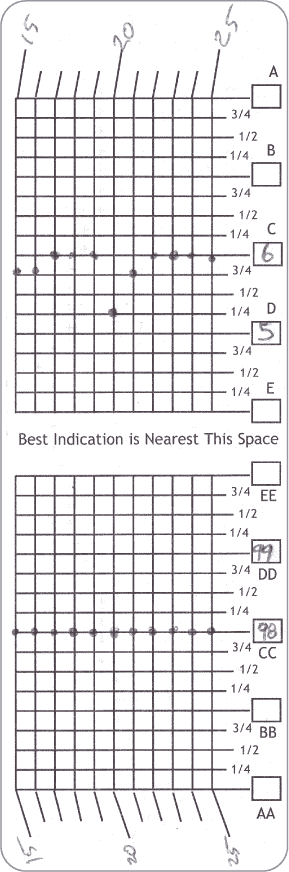 15 20 25
A
3/4
1/2
B
1/4
3/4
1/2
C
1/4
6
3/4
1/2
D
1/4
5
3/4
1/2
E
1/4
Best Indication is Nearest This Space
3/4 EE
1/2
1/4
99
3/4 DD
1/2
1/4
98
3/4 CC
1/2
1/4
BB
3/4
1/2
1/4
AA
15 20 25